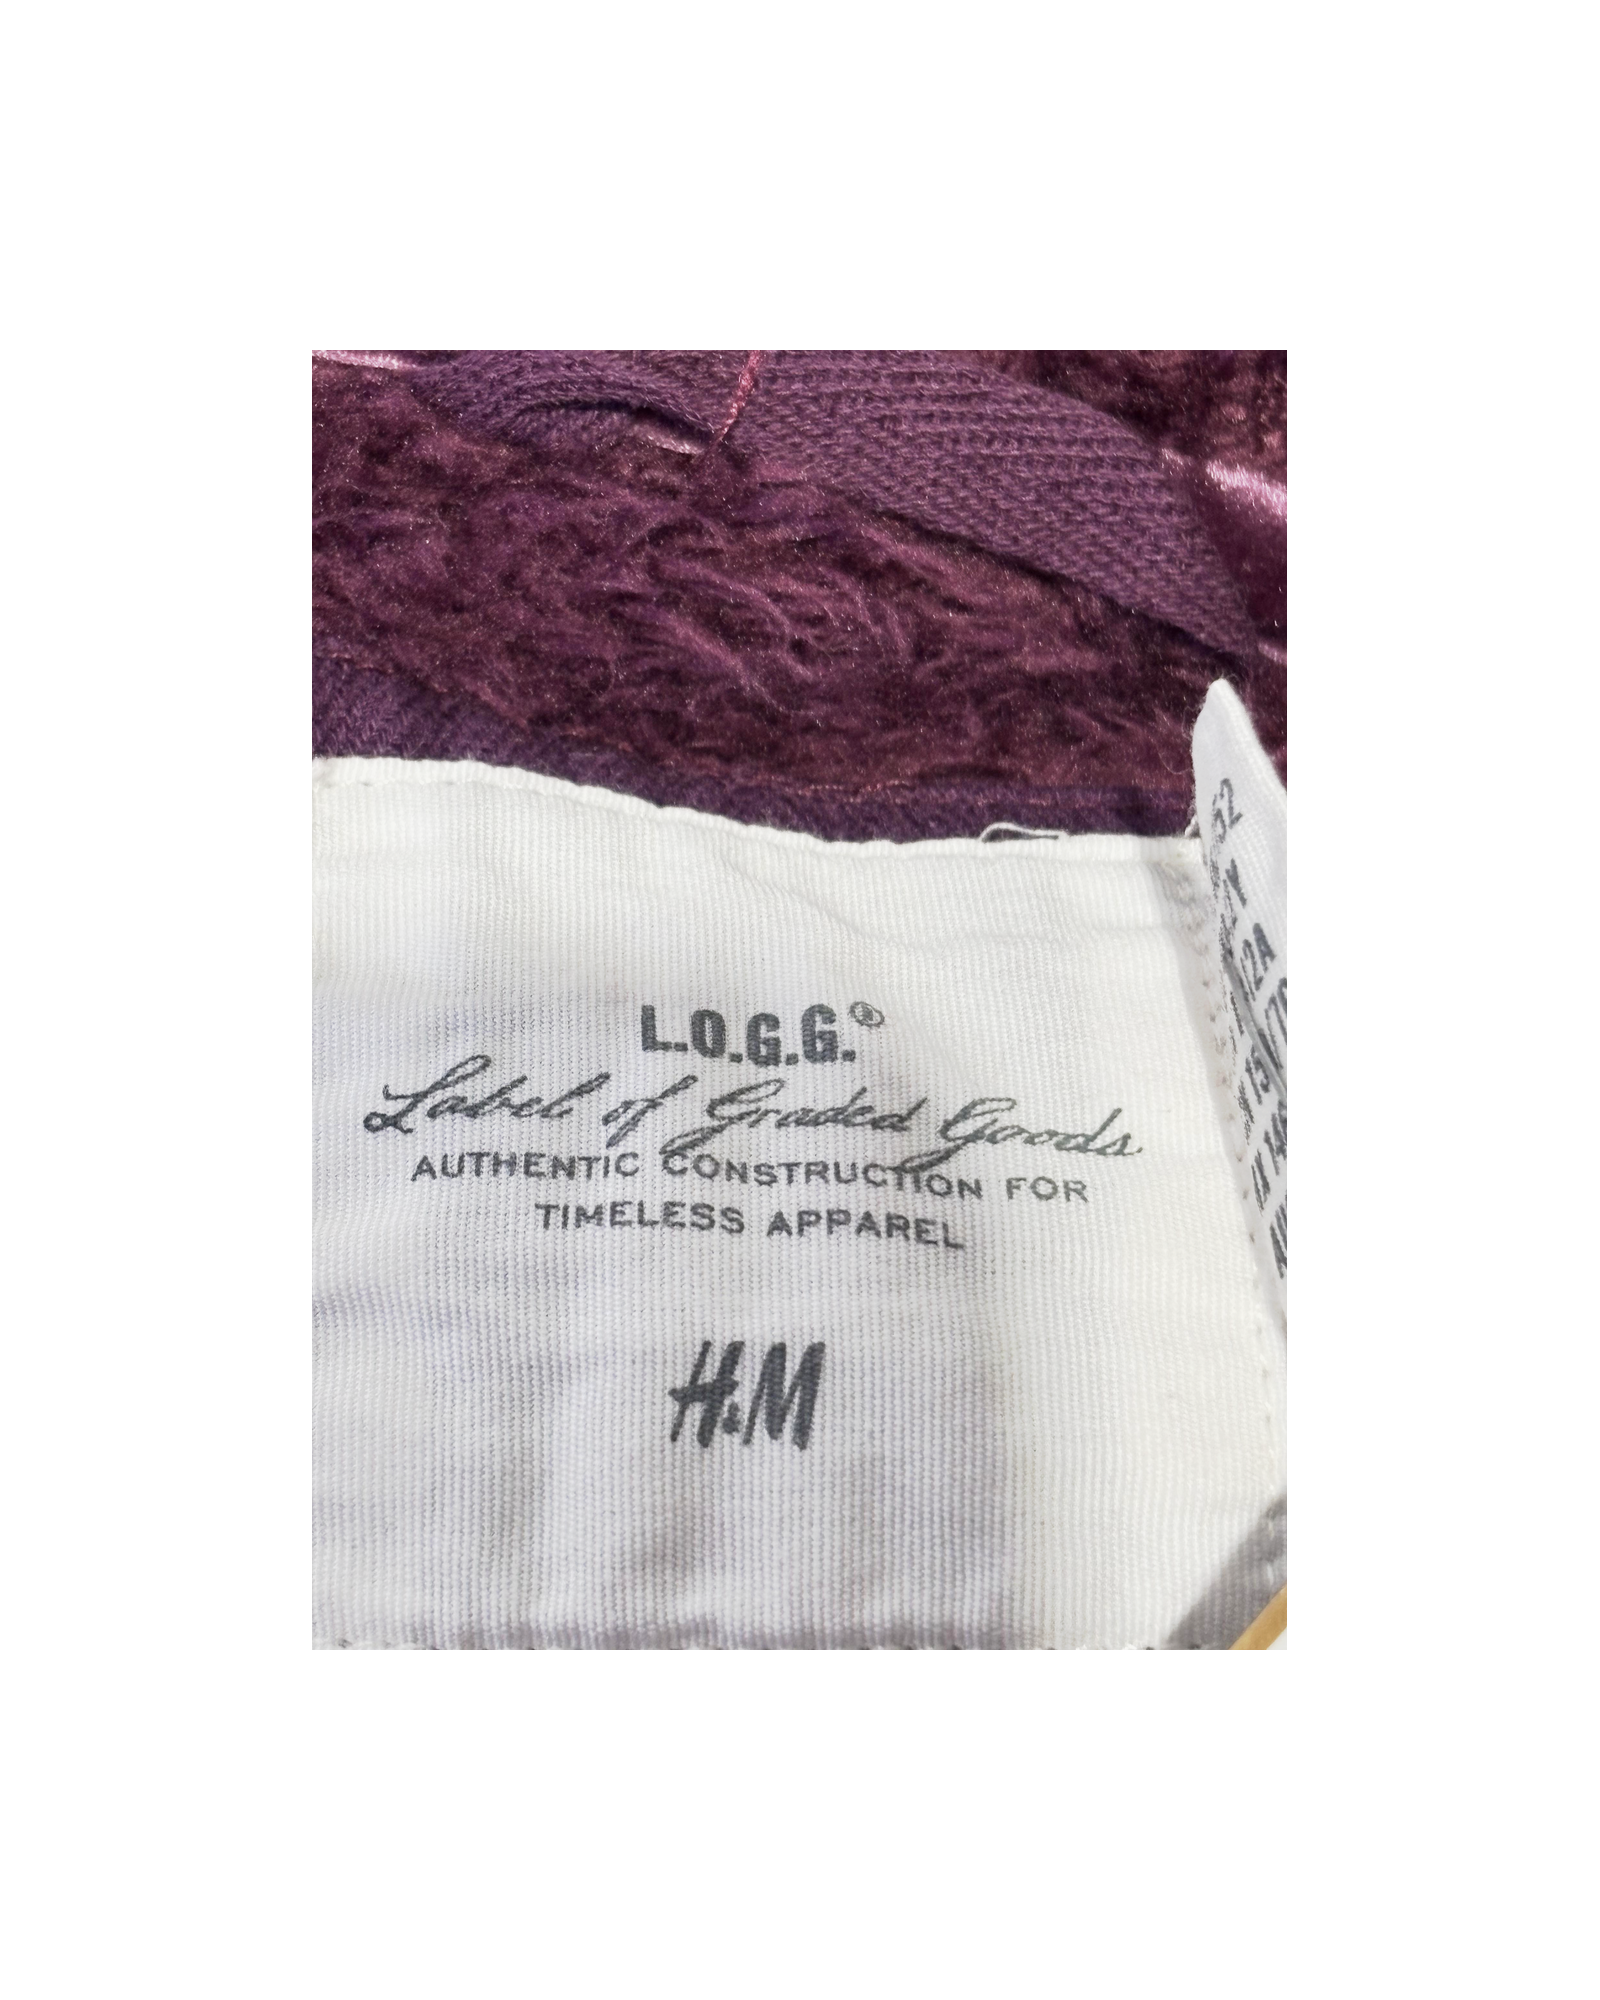 L.O.G.G.®
Label of Graded Goods
AUTHENTIC CONSTRUCTION FOR
TIMELESS APPAREL
H&M